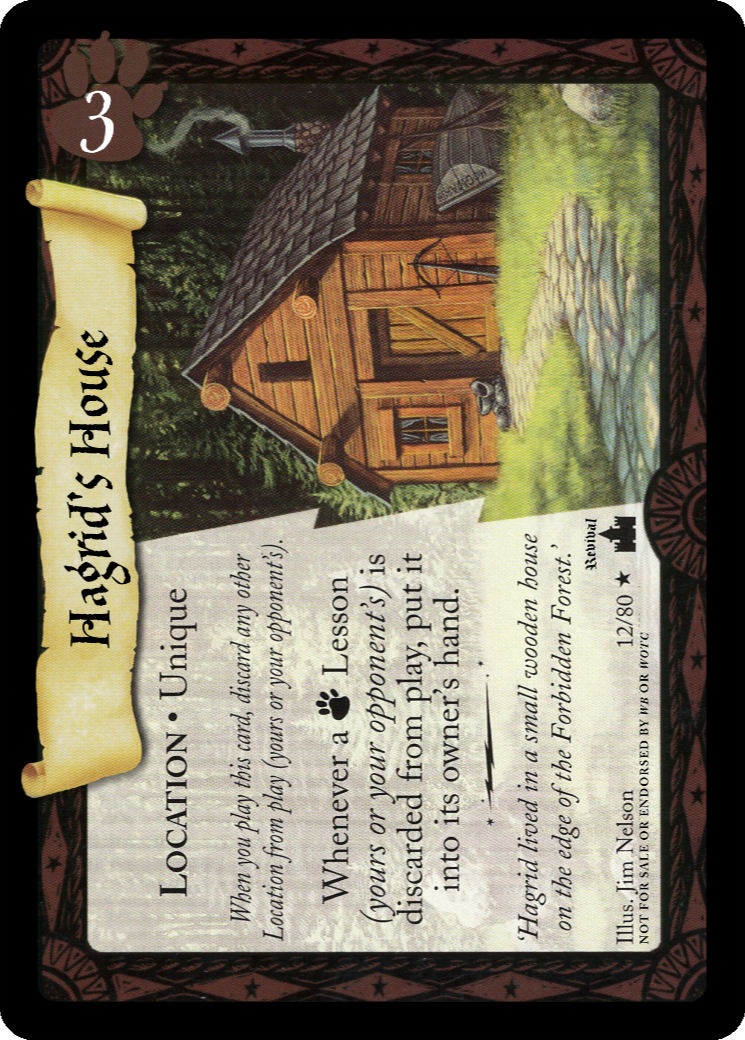 3
Hagrid's House
LOCATION • Unique
When you play this card, discard any other
Location from play (yours or your opponent's).
Whenever a Lesson
(yours or your opponent's) is
discarded from play, put it
into its owner's hand.
'Hagrid lived in a small wooden house
on the edge of the Forbidden Forest.'
Revival
Illus. Jim Nelson
12/80 ★
NOT FOR SALE OR ENDORSED BY WB OR WOTC